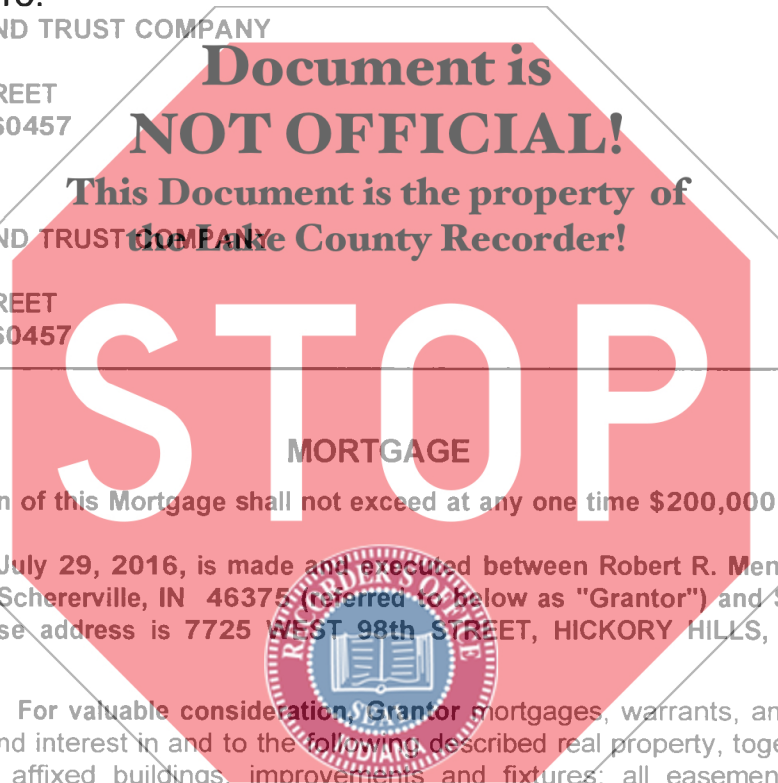 ND TRUST COMPANY
Document is
REET
60457
NOT OFFICIAL!
This Document is the property of
the Lake County Recorder!
ND TRUST COMPANY
REET
60457
STOP
MORTGAGE
n of this Mortgage shall not exceed at any one time $200,000
July 29, 2016, is made and executed between Robert R. Men
Schererville, IN 46375 (referred to below as "Grantor") and S
se address is 7725 WEST 98th STREET, HICKORY HILLS,
RECORDER'S OFFICE
SEAL
INDIANA
For valuable consideration, Grantor mortgages, warrants, an
nd interest in and to the following described real property, toge
affixed buildings, improvements and fixtures; all easemen